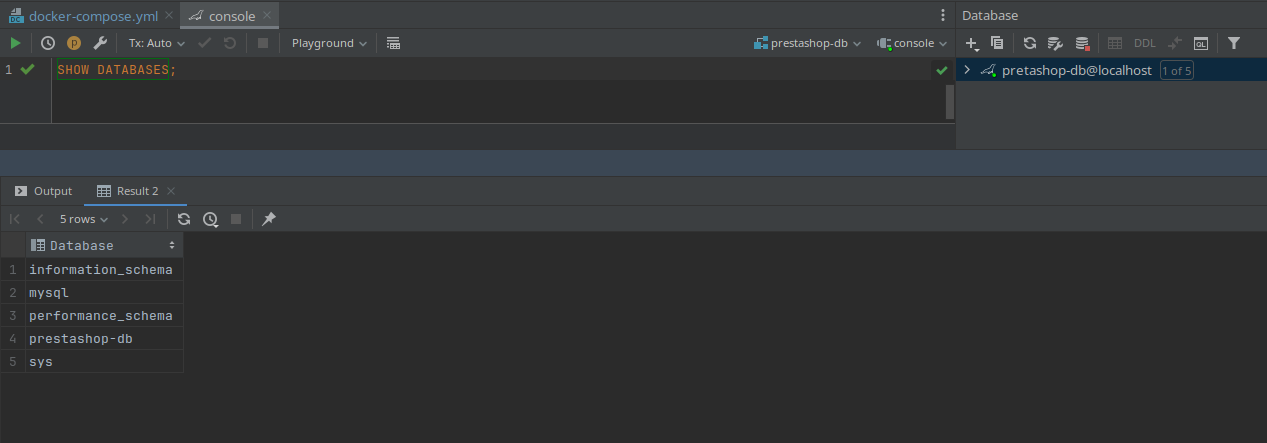 docker-compose.yml
console
Database
Tx: Auto
Playground
prestashop-db
console
DDL
QL
1
SHOW DATABASES;
pretashop-db@localhost 1 of 5
Output
Result 2
5 rows
Database
1 information_schema
2 mysql
3 performance_schema
4 prestashop-db
5 sys